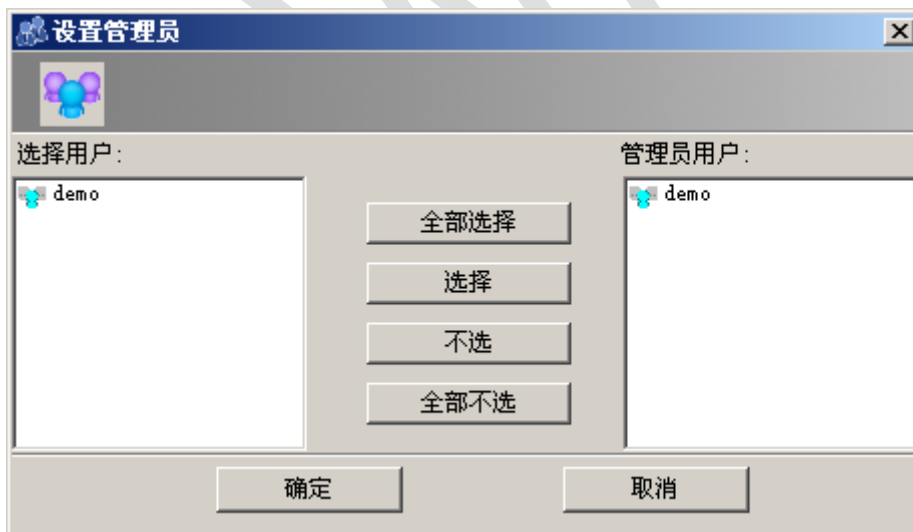 设置管理员
选择用户:
管理员用户:
demo
demo
全部选择
选择
不选
全部不选
确定
取消